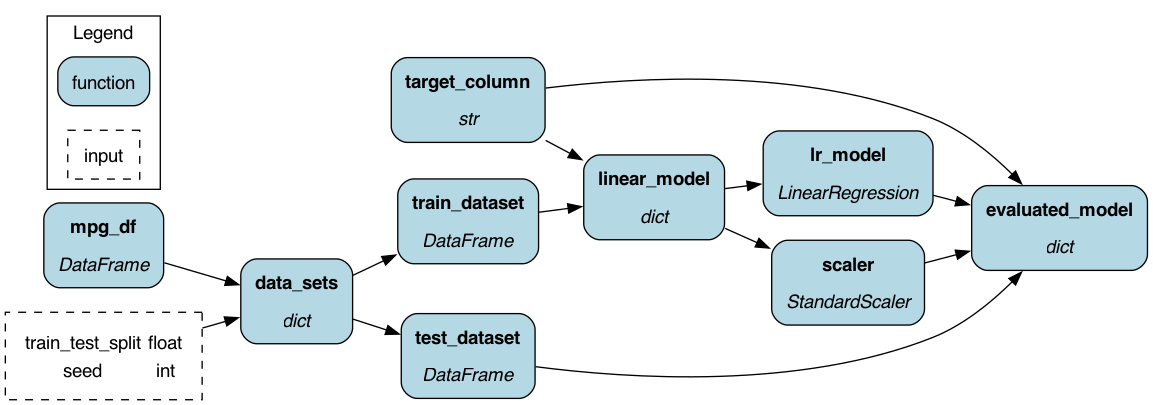 Legend
function
input
mpg_df
DataFrame
train_test_split float
seed int
data_sets
dict
target_column
str
train_dataset
DataFrame
test_dataset
DataFrame
linear_model
dict
lr_model
LinearRegression
scaler
StandardScaler
evaluated_model
dict